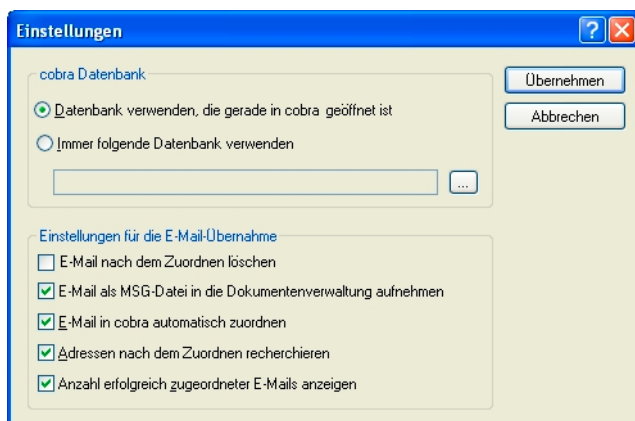 Einstellungen
cobra Datenbank
Datenbank verwenden, die gerade in cobra geöffnet ist
Immer folgende Datenbank verwenden
...
Übernehmen
Abbrechen
Einstellungen für die E-Mail-Übernahme
E-Mail nach dem Zuordnen löschen
E-Mail als MSG-Datei in die Dokumentenverwaltung aufnehmen
E-Mail in cobra automatisch zuordnen
Adressen nach dem Zuordnen recherchieren
Anzahl erfolgreich zugeordneter E-Mails anzeigen